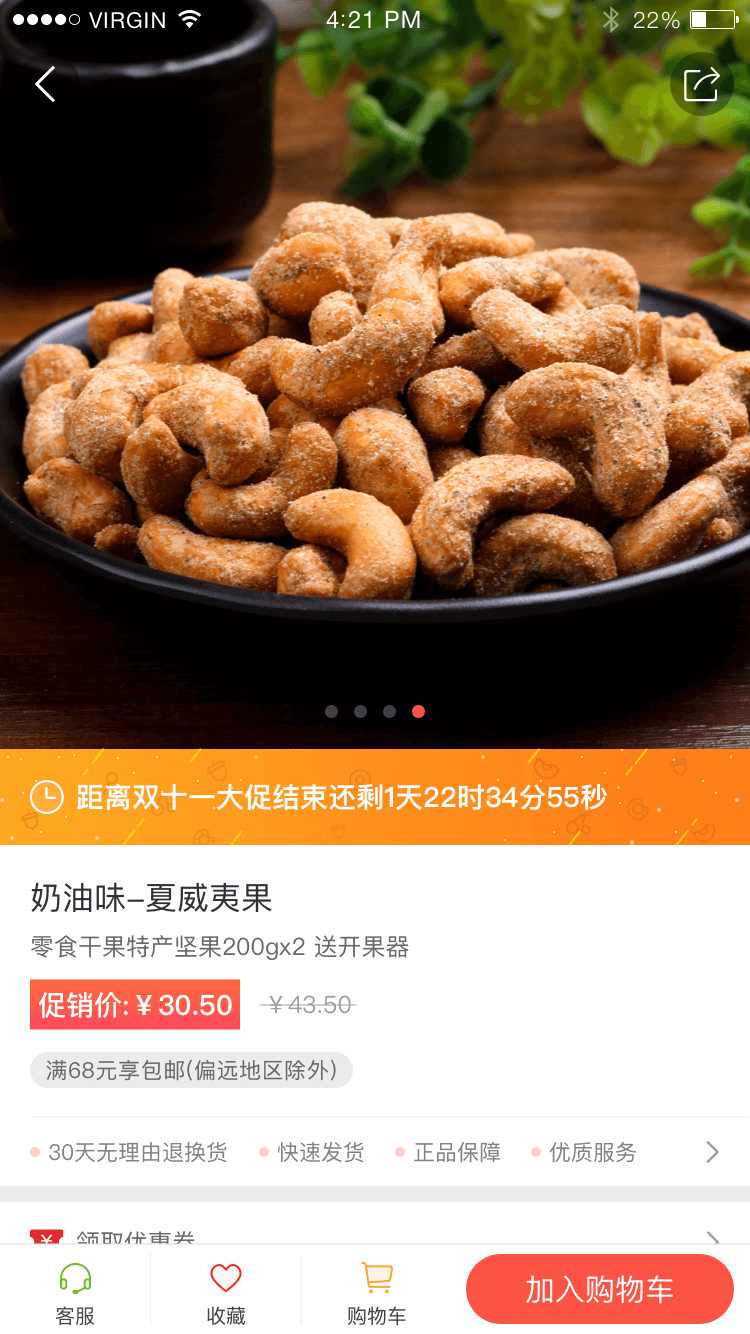 VIRGIN 4:21 PM 22%
距离双十一大促结束还剩1天22时34分55秒
奶油味–夏威夷果
零食干果特产坚果200gx2 送开果器
促销价:￥30.50 ￥43.50
满68元享包邮(偏远地区除外)
30天无理由退换货 快速发货 正品保障 优质服务
领取优惠券
客服 收藏 购物车 加入购物车